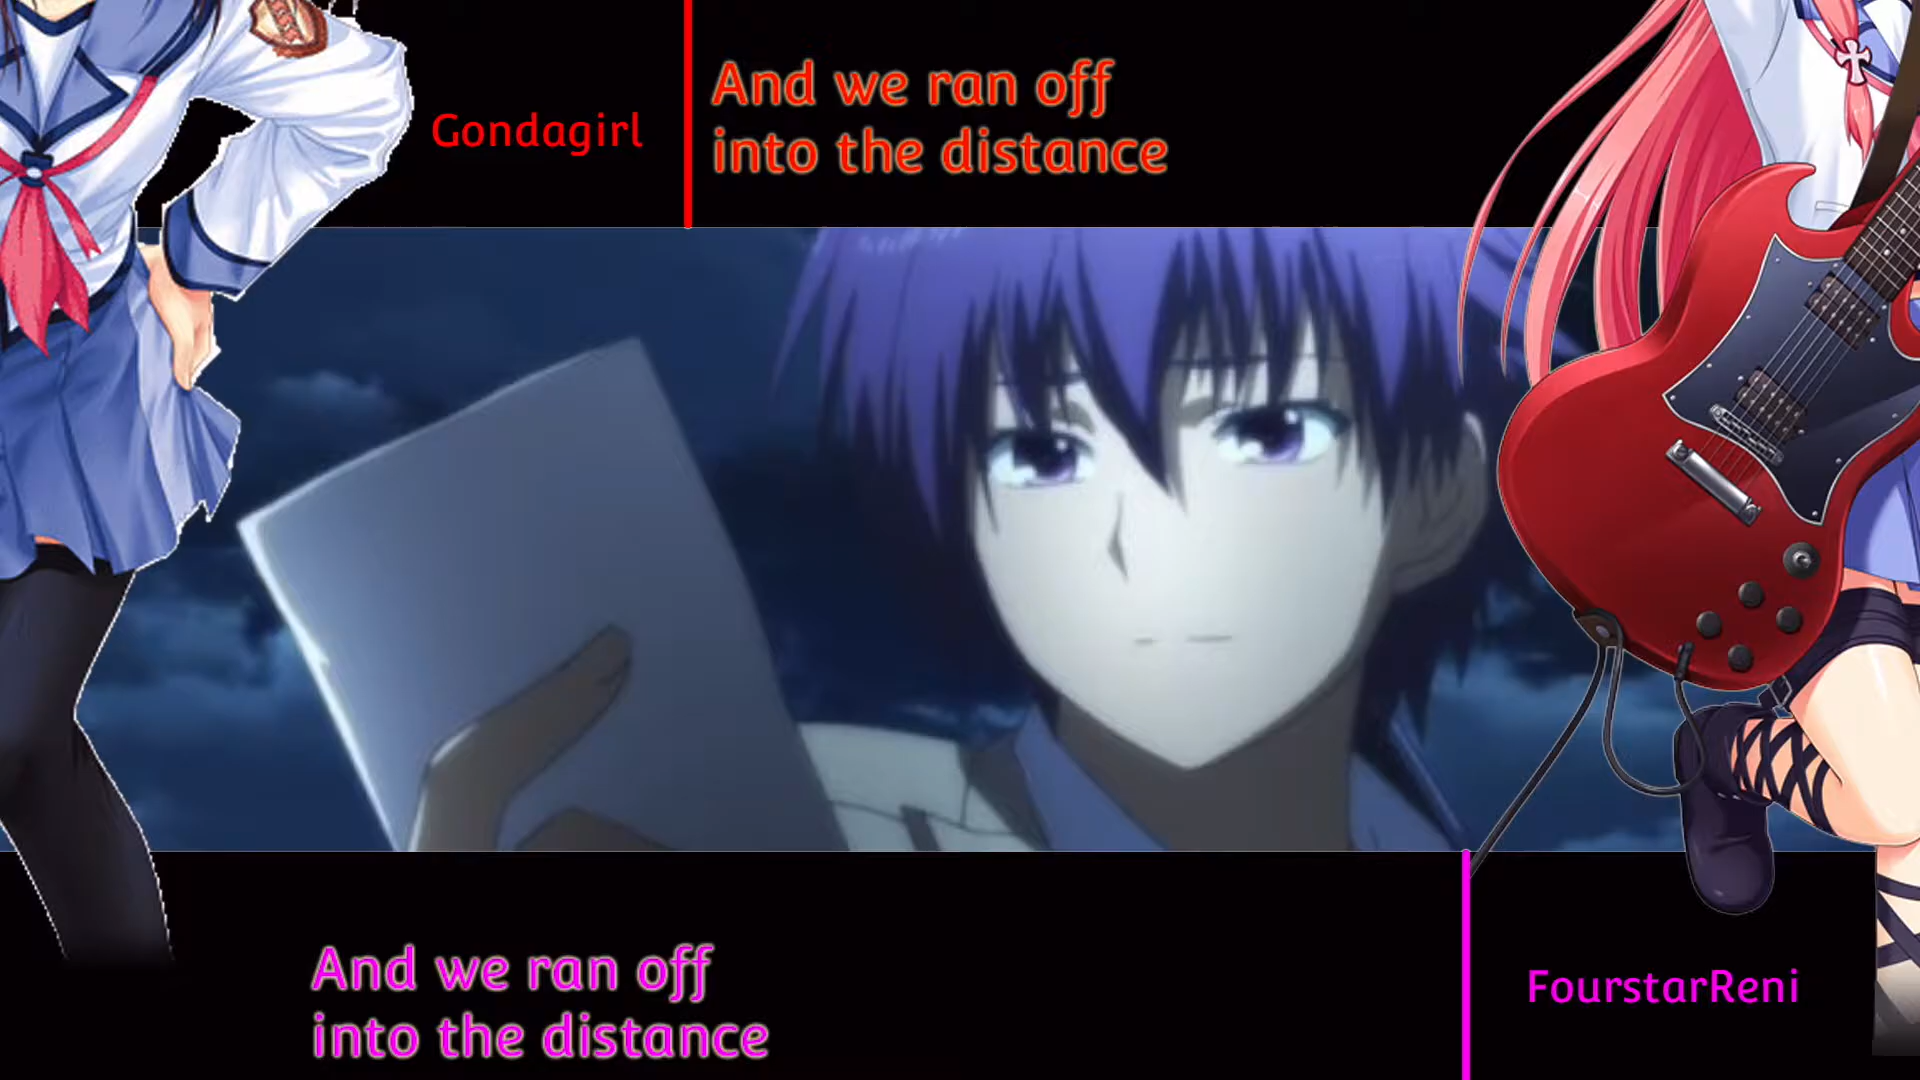 Gondagirl
And we ran off
into the distance
And we ran off
into the distance
FourstarReni